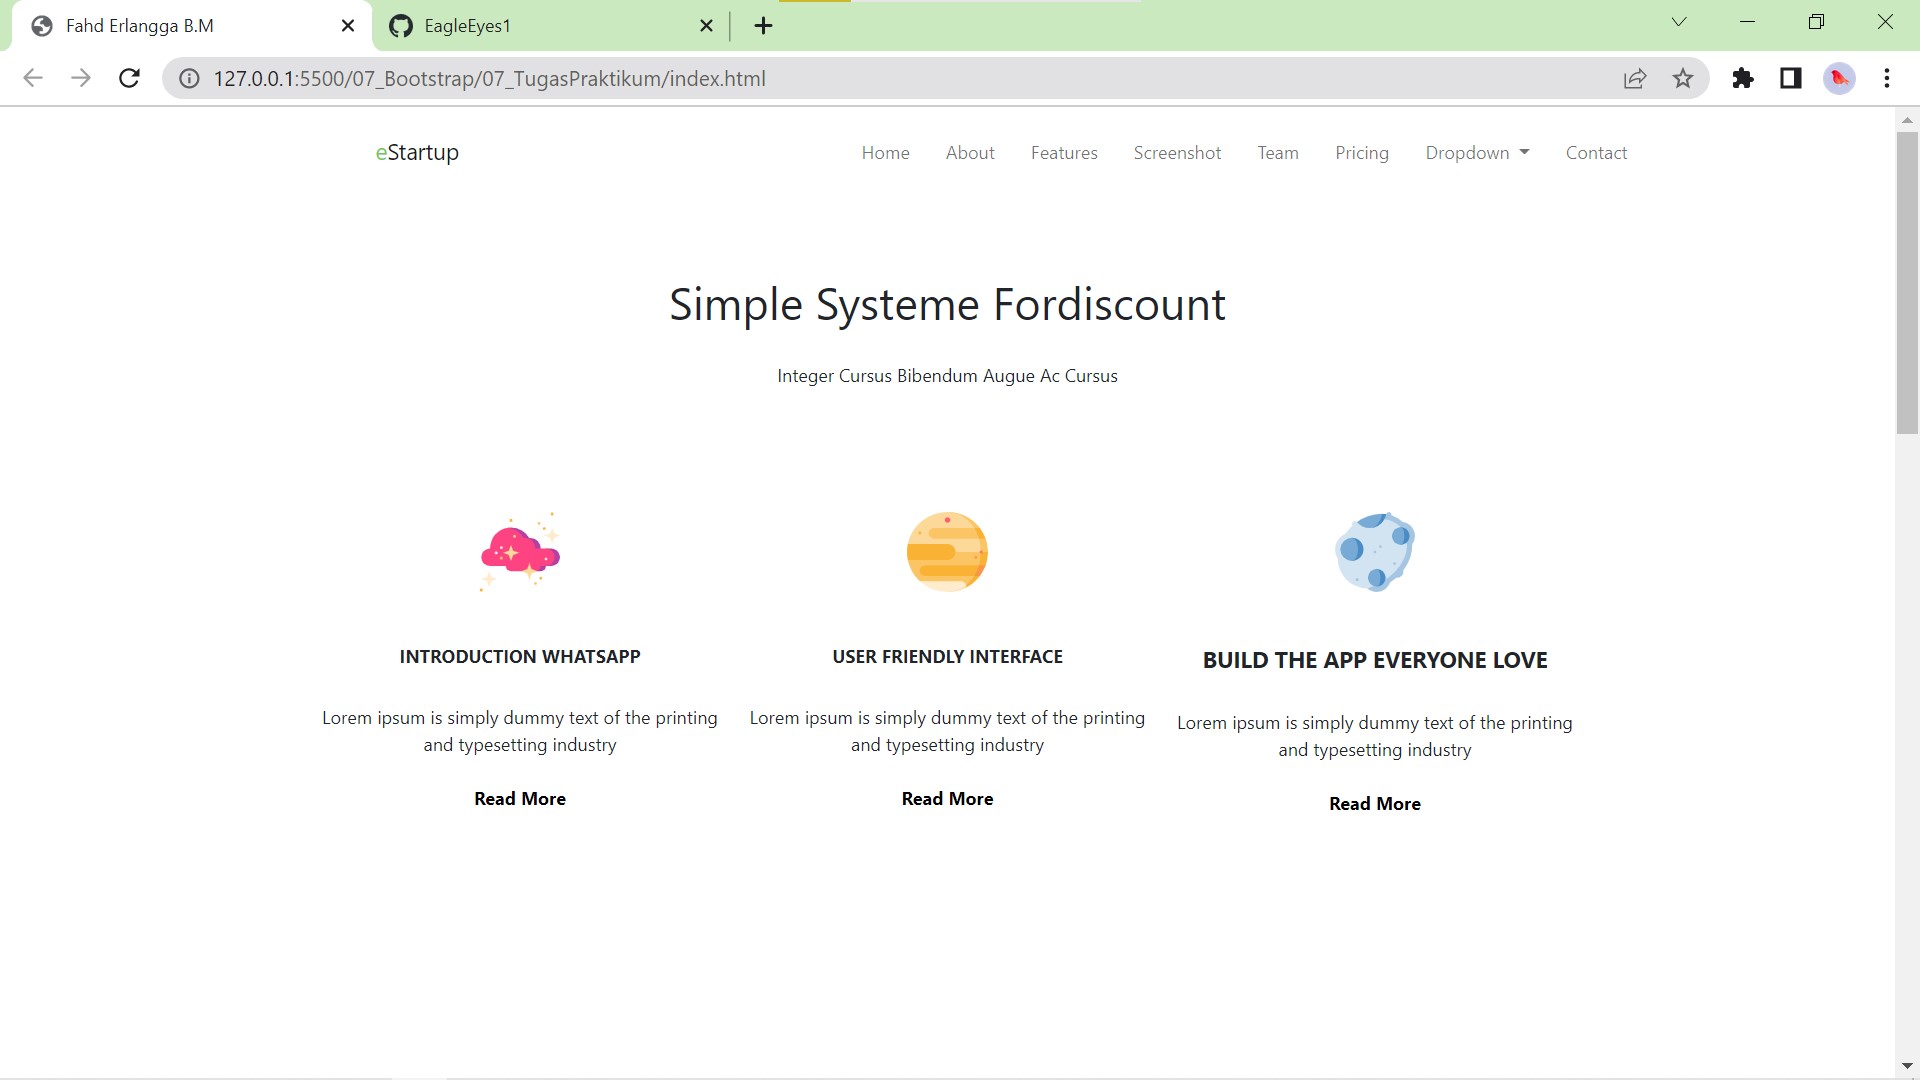 Fahd Erlangga B.M
EagleEyes1
127.0.0.1:5500/07_Bootstrap/07_TugasPraktikum/index.html
eStartup
Home About Features Screenshot Team Pricing Dropdown Contact
Simple Systeme Fordiscount
Integer Cursus Bibendum Augue Ac Cursus
INTRODUCTION WHATSAPP
Lorem ipsum is simply dummy text of the printing
and typesetting industry
Read More
USER FRIENDLY INTERFACE
Lorem ipsum is simply dummy text of the printing
and typesetting industry
Read More
BUILD THE APP EVERYONE LOVE
Lorem ipsum is simply dummy text of the printing
and typesetting industry
Read More